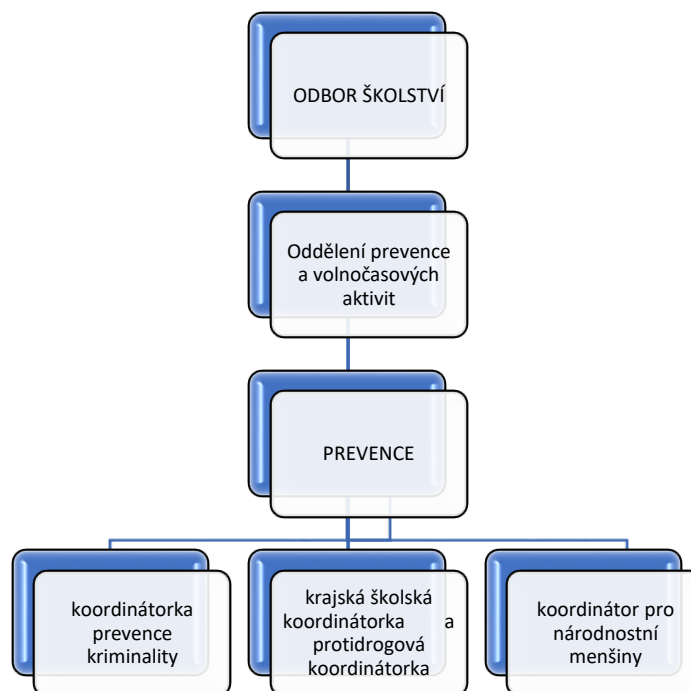 ODBOR ŠKOLSTVÍ
Oddělení prevence
a volnočasových
aktivit
PREVENCE
koordinátorka
prevence
kriminality
krajská školská
koordinátorka a
protidrogová
koordinátorka
koordinátor pro
národnostní
menšiny